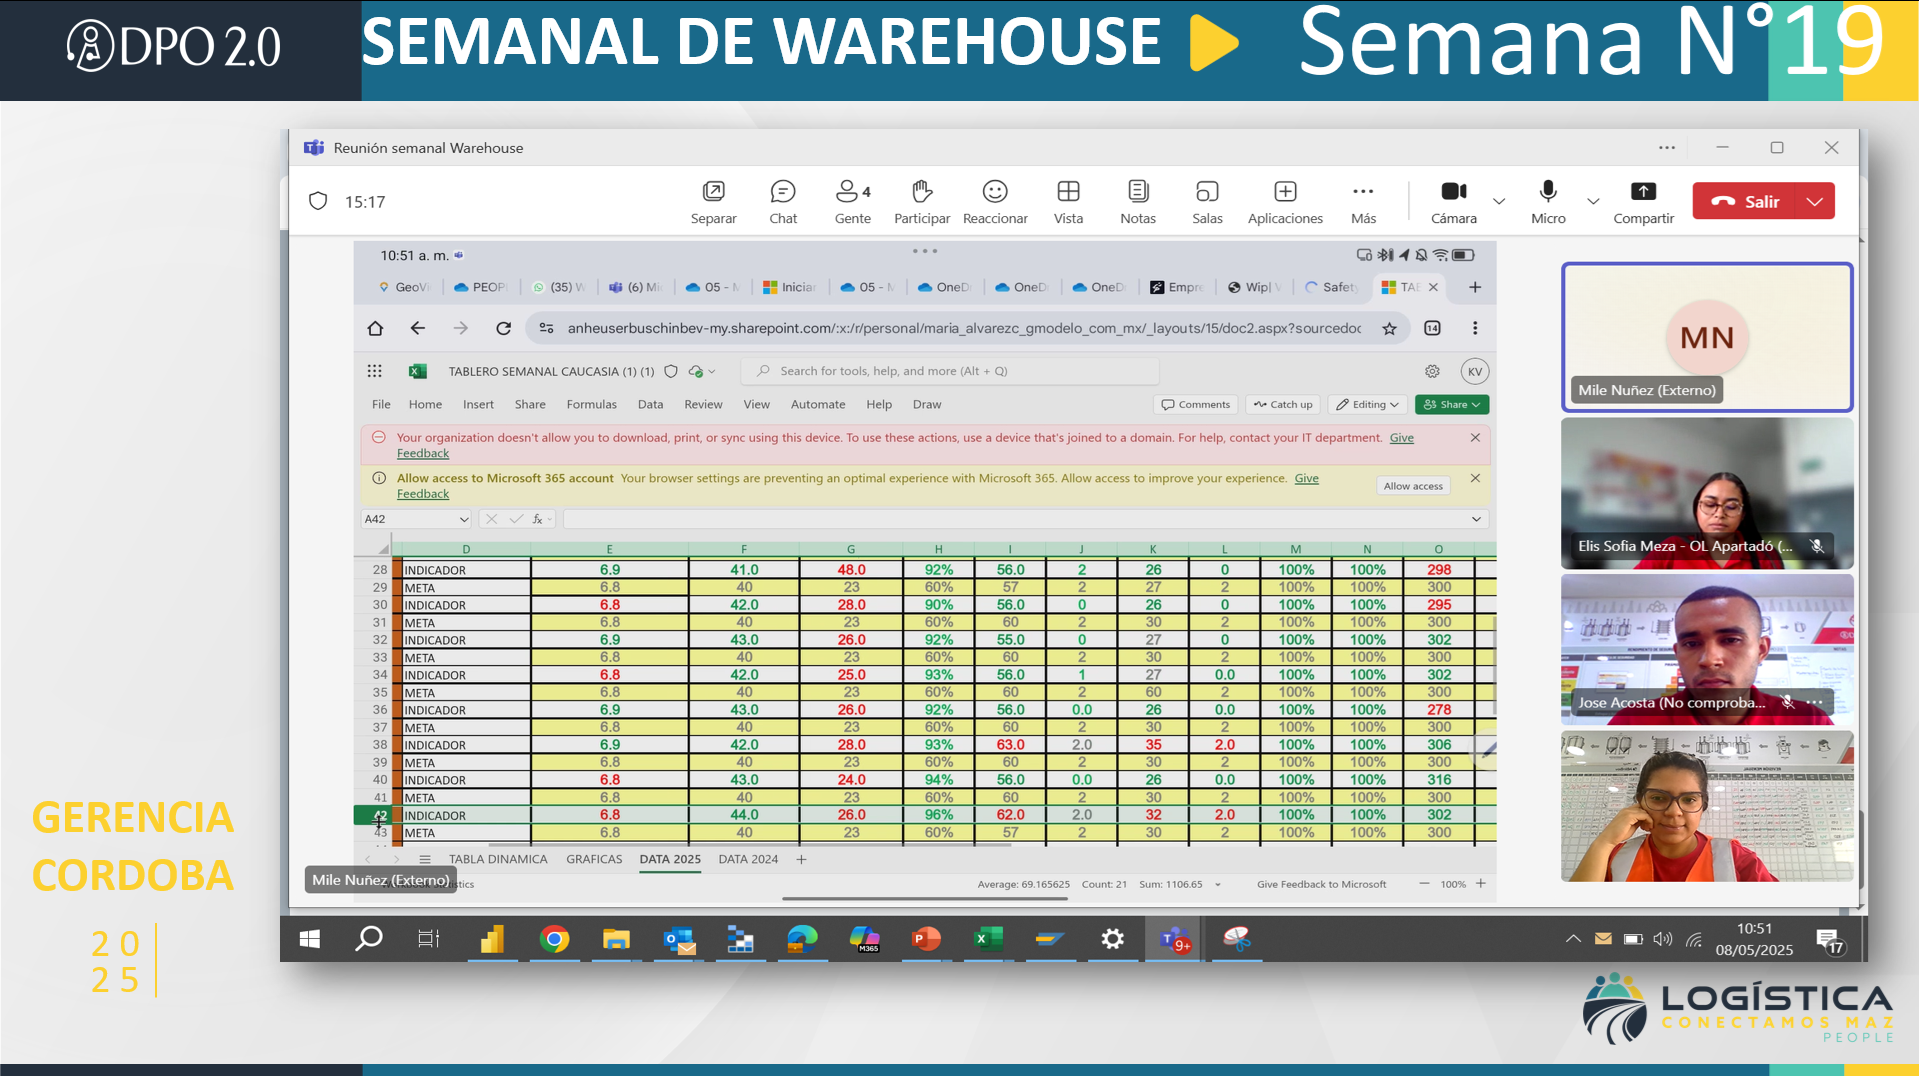 DPO 2.0
SEMANAL DE WAREHOUSE
Semana N°19
Reunión semanal Warehouse
15:17
Separar
Chat
4
Gente
Participar
Reaccionar
Vista
Notas
Salas
Aplicaciones
Más
Cámara
Micro
Compartir
Salir
10:51 a. m.
GeoVi
PEOPL
(35) W
(6) Mic
05 - M
Iniciar
05 - M
OneDr
OneDr
OneDr
Empre
Wip| V
Safety
TAB
anheuserbuschinbev-my.sharepoint.com/:x:/r/personal/maria_alvarezc_gmodelo_com_mx/_layouts/15/doc2.aspx?sourcedoc
14
TABLERO SEMANAL CAUCASIA (1) (1)
Search for tools, help, and more (Alt + Q)
KV
File Home Insert Share Formulas Data Review View Automate Help Draw
Comments
Catch up
Editing
Share
Your organization doesn't allow you to download, print, or sync using this device. To use these actions, use a device that's joined to a domain. For help, contact your IT department. Give
Feedback
Allow access to Microsoft 365 account Your browser settings are preventing an optimal experience with Microsoft 365. Allow access to improve your experience. Give
Feedback
Allow access
A42
fx
D E F G H I J K L M N O
28 INDICADOR 6.9 41.0 48.0 92% 56.0 2 26 0 100% 100% 298
29 META 6.8 40 23 60% 57 2 27 2 100% 100% 300
30 INDICADOR 6.8 42.0 28.0 90% 56.0 0 26 0 100% 100% 295
31 META 6.8 40 23 60% 60 2 30 2 100% 100% 300
32 INDICADOR 6.9 43.0 26.0 92% 55.0 0 27 0 100% 100% 302
33 META 6.8 40 23 60% 60 2 30 2 100% 100% 300
34 INDICADOR 6.8 42.0 25.0 93% 56.0 1 27 0.0 100% 100% 302
35 META 6.8 40 23 60% 60 2 60 2 100% 100% 300
36 INDICADOR 6.9 43.0 26.0 92% 56.0 0.0 26 0.0 100% 100% 278
37 META 6.8 40 23 60% 60 2 30 2 100% 100% 300
38 INDICADOR 6.9 42.0 28.0 93% 63.0 2.0 35 2.0 100% 100% 306
39 META 6.8 40 23 60% 60 2 30 2 100% 100% 300
40 INDICADOR 6.8 43.0 24.0 94% 56.0 0.0 26 0.0 100% 100% 316
41 META 6.8 40 23 60% 60 2 30 2 100% 100% 300
42 INDICADOR 6.8 44.0 26.0 96% 62.0 2.0 32 2.0 100% 100% 302
43 META 6.8 40 23 60% 57 2 30 2 100% 100% 300
TABLA DINAMICA GRAFICAS DATA 2025 DATA 2024
Average: 69.165625 Count: 21 Sum: 1106.65
Give Feedback to Microsoft
100%
Mile Nuñez (Externo)
MN
Mile Nuñez (Externo)
Elis Sofia Meza - OL Apartadó (...
Jose Acosta (No comproba...
M365
9+
10:51
08/05/2025
17
GERENCIA
CORDOBA
20
25
LOGÍSTICA
CONECTAMOS MAZ
PEOPLE